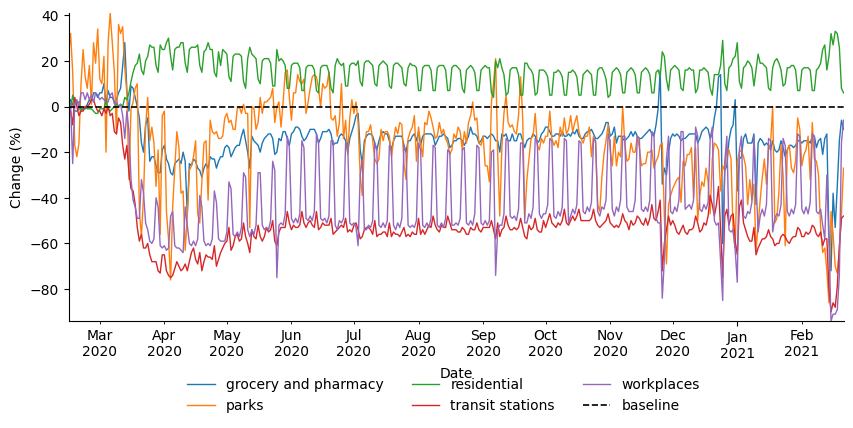 40
20
0
−20
−40
−60
−80
Change (%)
Mar Apr May Jun Jul Aug Sep Oct Nov Dec Jan Feb
2020 2020 2020 2020 2020 2020 2020 2020 2020 2020 2021 2021
Date
grocery and pharmacy residential workplaces
parks transit stations baseline